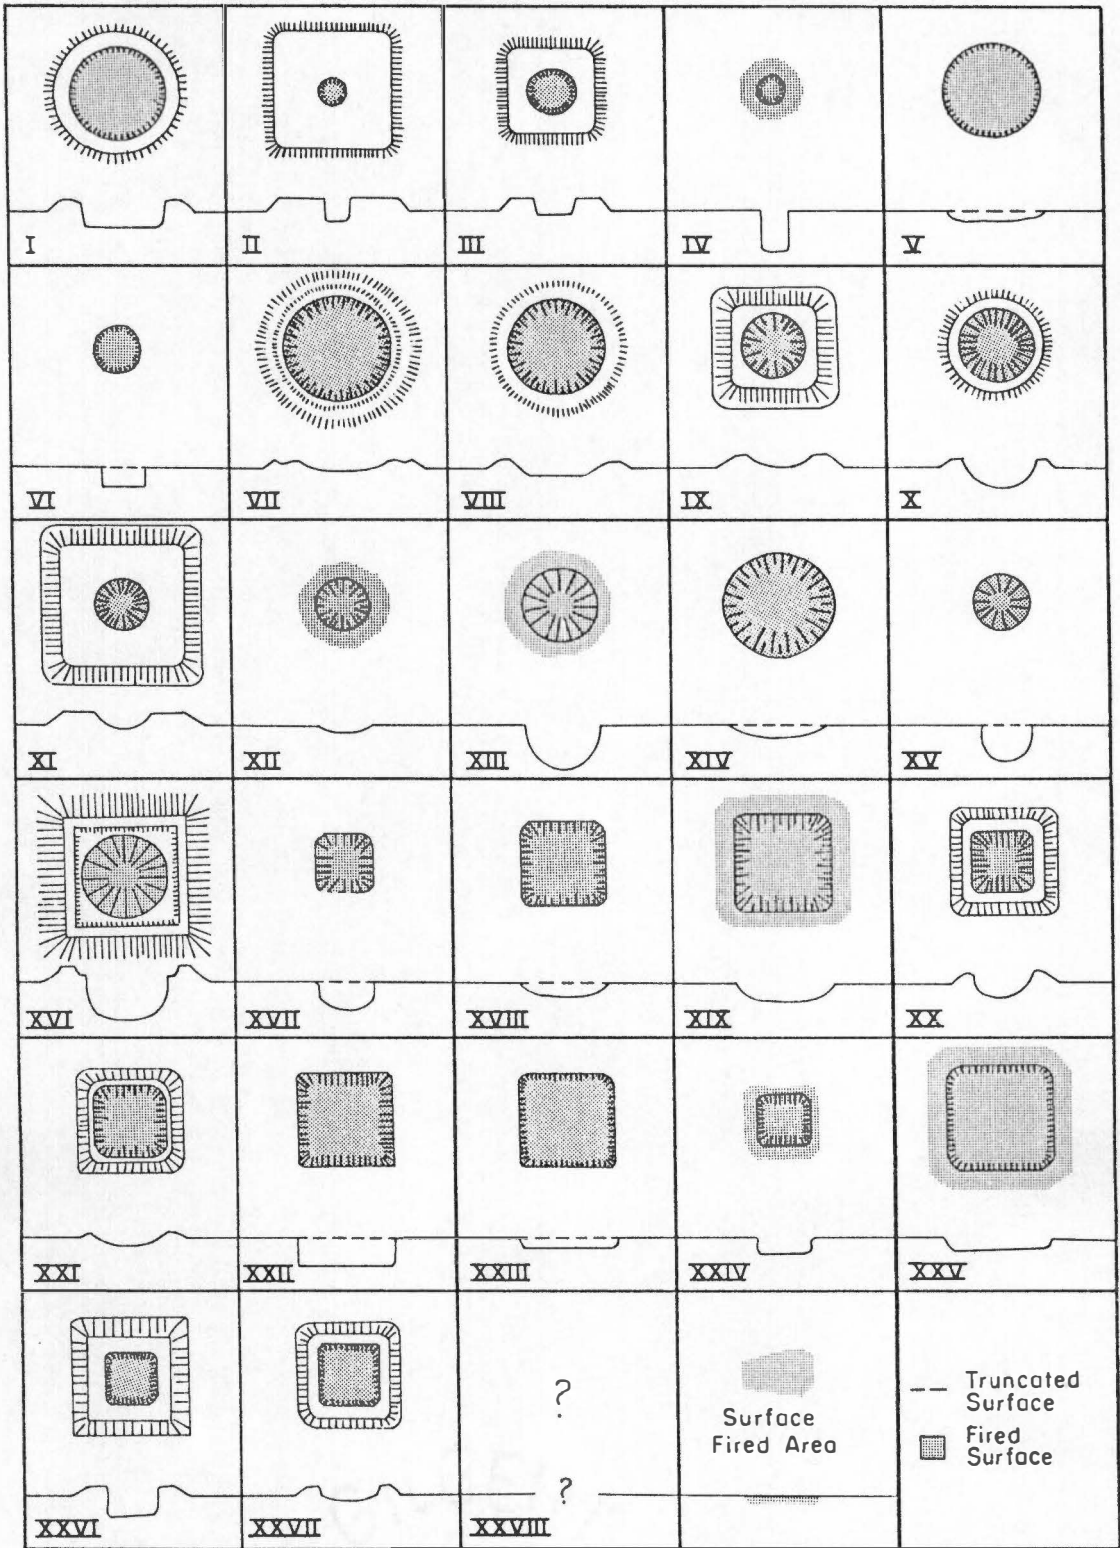 I
II
III
IV
V
VI
VII
VIII
IX
X
XI
XII
XIII
XIV
XV
XVI
XVII
XVIII
XIX
XX
XXI
XXII
XXIII
XXIV
XXV
XXVI
XXVII
?
?
XXVIII
Surface
Fired Area
Truncated
Surface
Fired
Surface